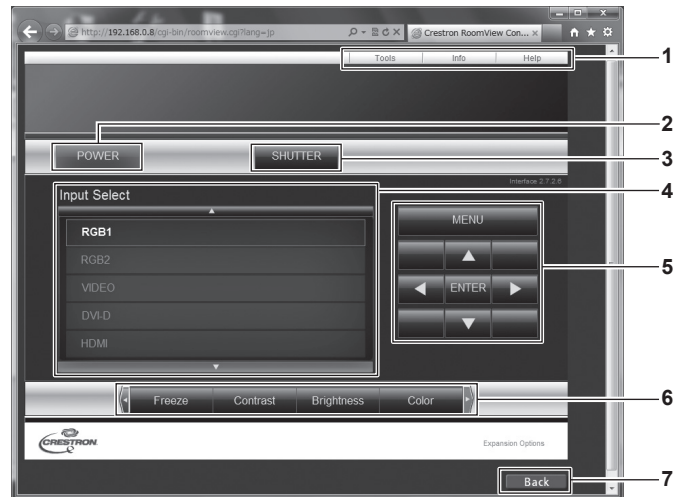 http://192.168.0.8/cgi-bin/roomview.cgi?lang=jp
Crestron RoomView Con... ×
Tools Info Help
1
2
POWER SHUTTER
3
Interface 2.7.2.6
4
Input Select
MENU
RGB1
RGB2
5
VIDEO
ENTER
DVI-D
HDMI
Freeze Contrast Brightness Color
6
CRESTRON
Expansion Options
Back
7